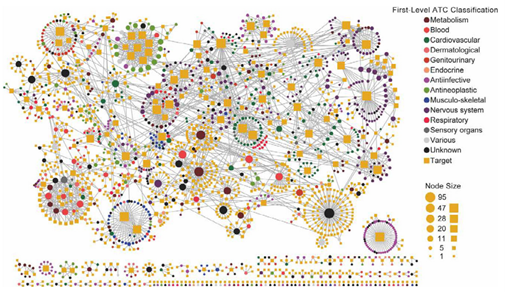 First-Level ATC Classification
Metabolism
Blood
Cardiovascular
Dermatological
Genitourinary
Endocrine
Antiinfective
Antineoplastic
Musculo-skeletal
Nervous system
Respiratory
Sensory organs
Various
Unknown
Target
Node Size
95
47
28
20
11
5
1